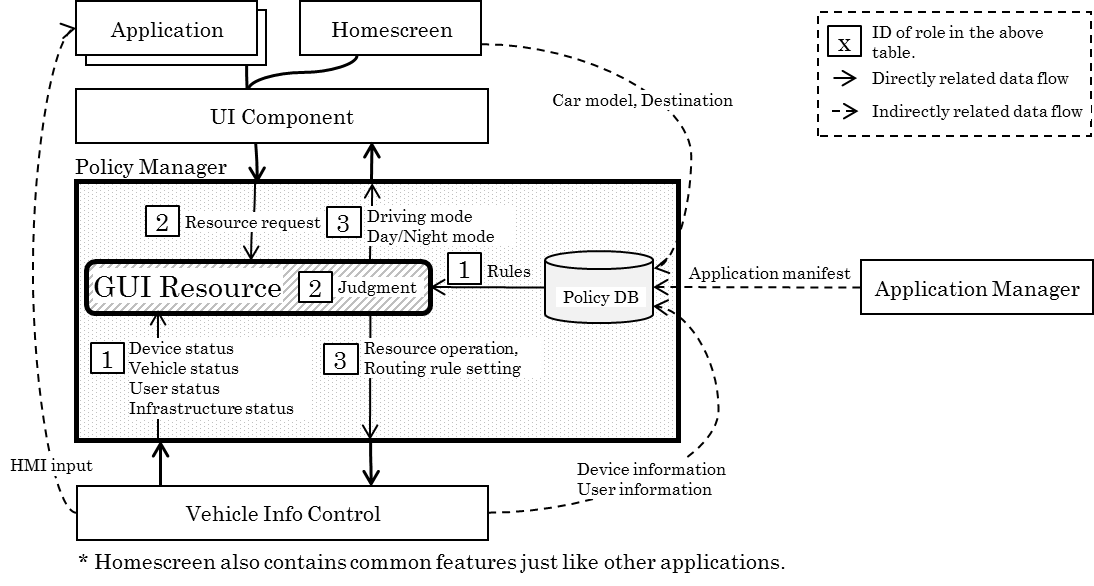 Application
Homescreen
x
ID of role in the above
table.
Directly related data flow
Indirectly related data flow
Car model, Destination
UI Component
Policy Manager
2
Resource request
3
Driving mode
Day/Night mode
GUI Resource
2
Judgment
1
Rules
Policy DB
Application manifest
Application Manager
1
Device status
Vehicle status
User status
Infrastructure status
3
Resource operation,
Routing rule setting
HMI input
Device information
User information
Vehicle Info Control
* Homescreen also contains common features just like other applications.